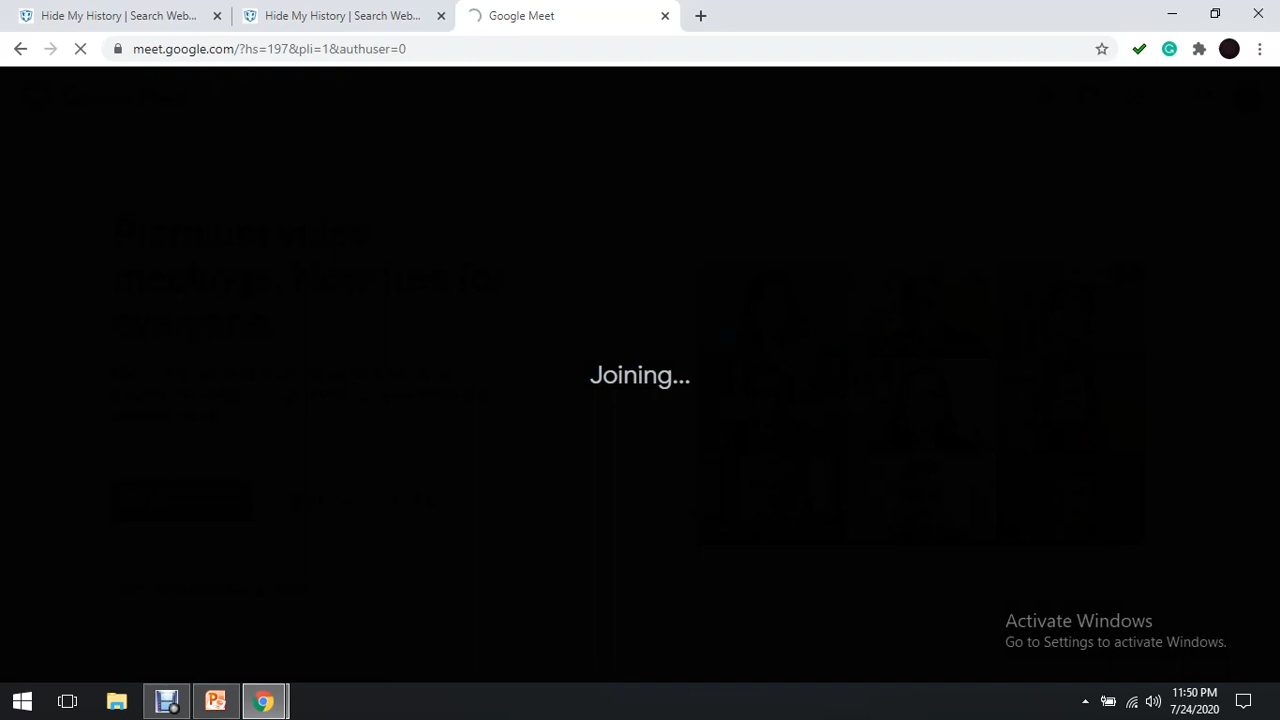 Hide My History | Search Web...
Hide My History | Search Web...
Google Meet
meet.google.com/?hs=197&pli=1&authuser=0
Joining...
Activate Windows
Go to Settings to activate Windows.
11:50 PM
7/24/2020